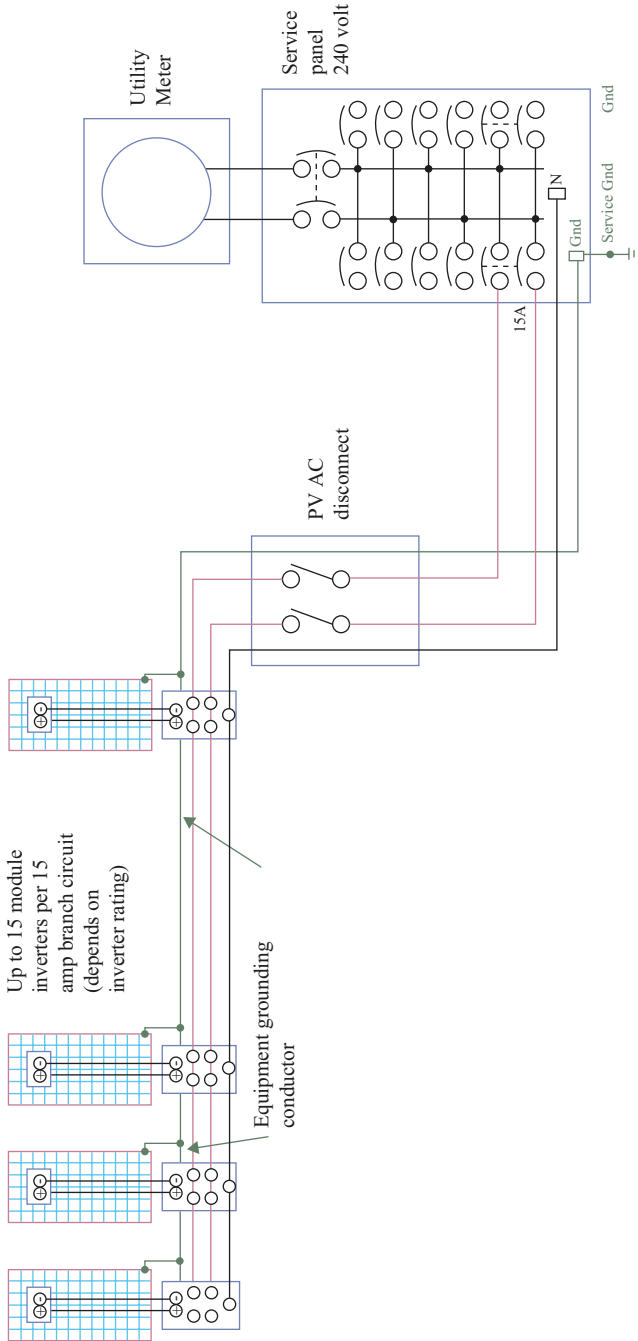 Up to 15 module
inverters per 15
amp branch circuit
(depends on
inverter rating)
Equipment grounding
conductor
PV AC
disconnect
Utility
Meter
Service
panel
240 volt
15A
N
Gnd
Service Gnd
Gnd